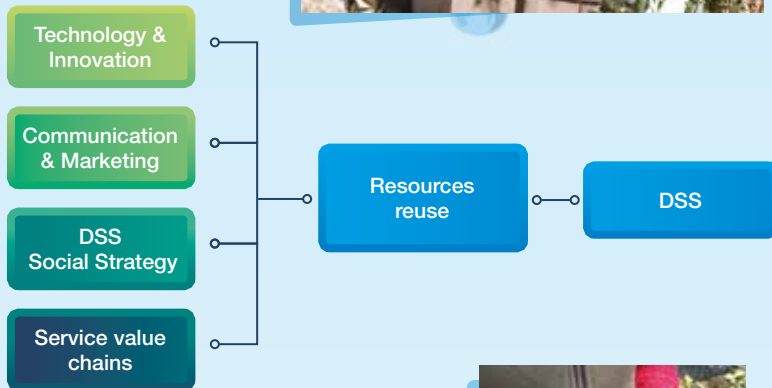 Technology &
Innovation
Communication
& Marketing
DSS
Social Strategy
Service value
chains
Resources
reuse
DSS